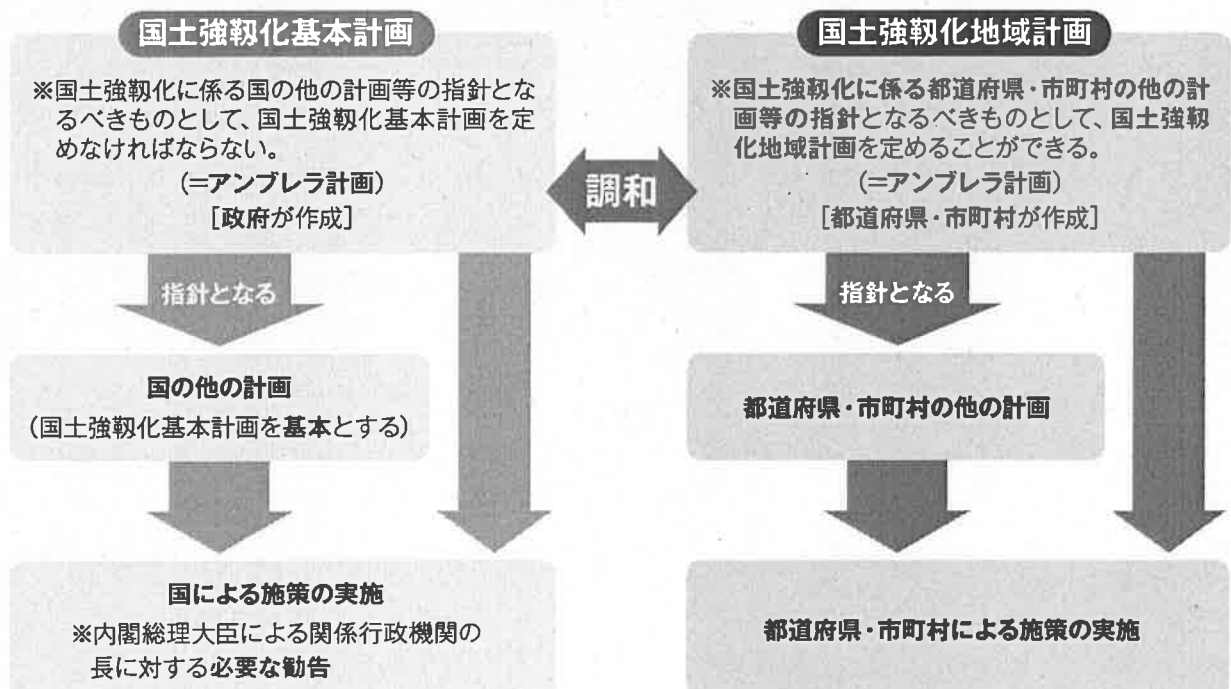 国土強靱化基本計画
※国土強靱化に係る国の他の計画等の指針とな
るべきものとして、国土強靱化基本計画を定
めなければならない。
(=アンブレラ計画)
[政府が作成]
調和
国土強靱化地域計画
※国土強靱化に係る都道府県・市町村の他の計
画等の指針となるべきものとして、国土強靱
化地域計画を定めることができる。
(=アンブレラ計画)
[都道府県・市町村が作成]
指針となる
指針となる
国の他の計画
(国土強靱化基本計画を基本とする)
都道府県・市町村の他の計画
国による施策の実施
※内閣総理大臣による関係行政機関の
長に対する必要な勧告
都道府県・市町村による施策の実施